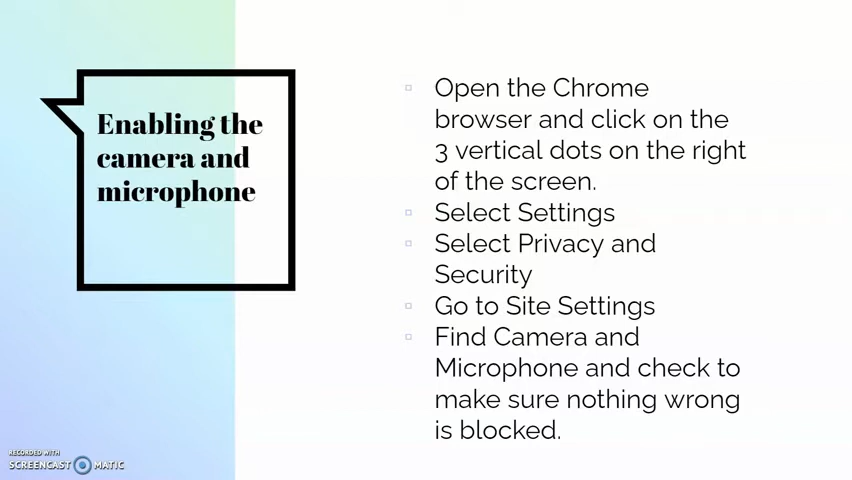 Enabling the
camera and
microphone
Open the Chrome
browser and click on the
3 vertical dots on the right
of the screen.
Select Settings
Select Privacy and
Security
Go to Site Settings
Find Camera and
Microphone and check to
make sure nothing wrong
is blocked.
RECORDED WITH
SCREENCAST MATIC